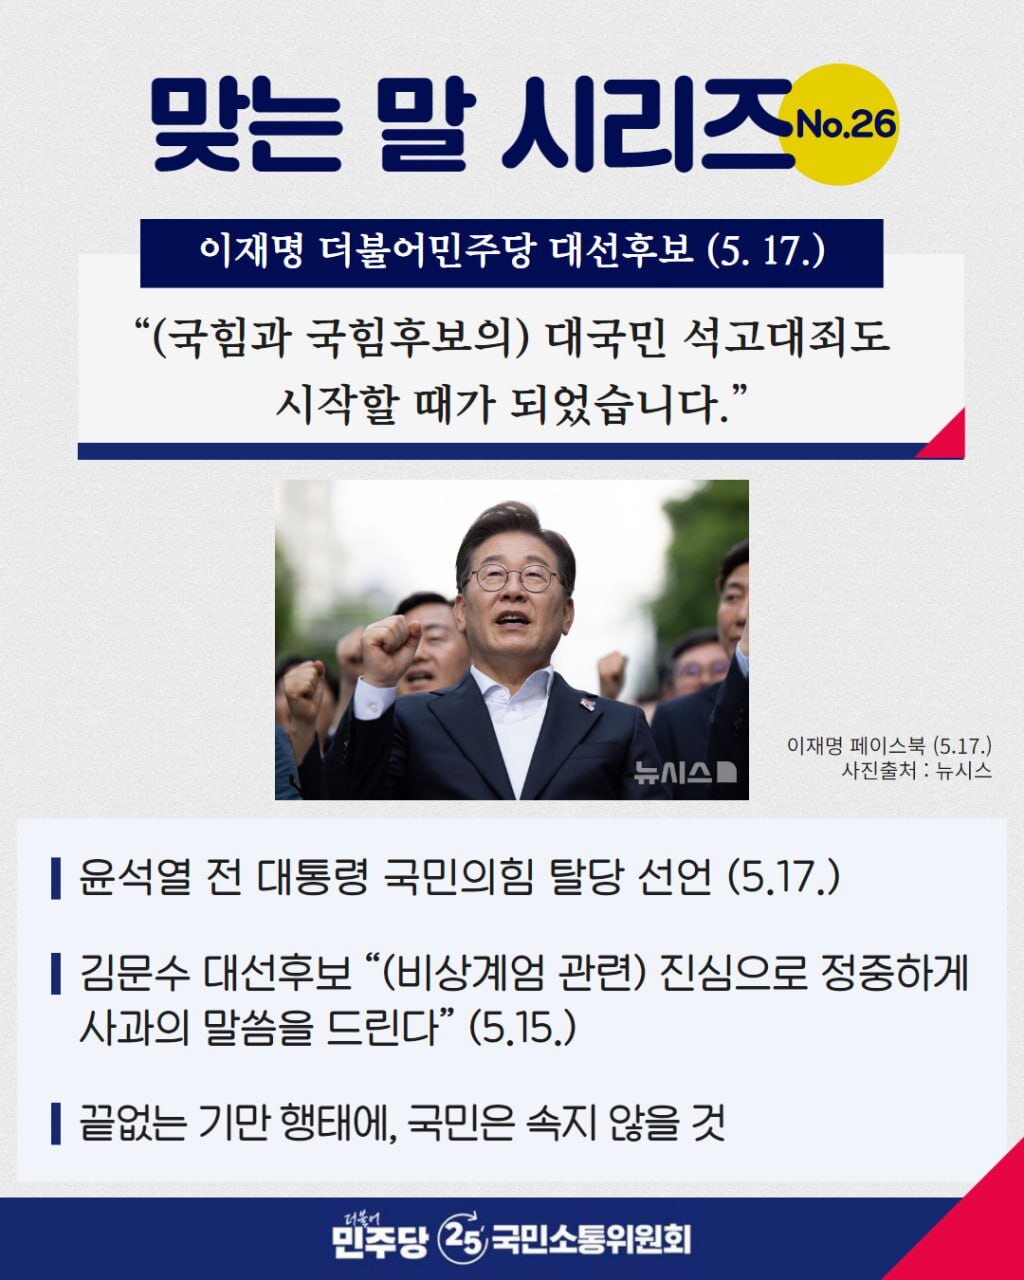 맞는 말 시리즈 No.26
이재명 더불어민주당 대선후보 (5. 17.)
“(국힘과 국힘후보의) 대국민 석고대죄도
시작할 때가 되었습니다.”
뉴시스
이재명 페이스북 (5.17.)
사진출처 : 뉴시스
윤석열 전 대통령 국민의힘 탈당 선언 (5.17.)
김문수 대선후보 “(비상계엄 관련) 진심으로 정중하게
사과의 말씀을 드린다” (5.15.)
끝없는 기만 행태에, 국민은 속지 않을 것
더불어
민주당 25 국민소통위원회